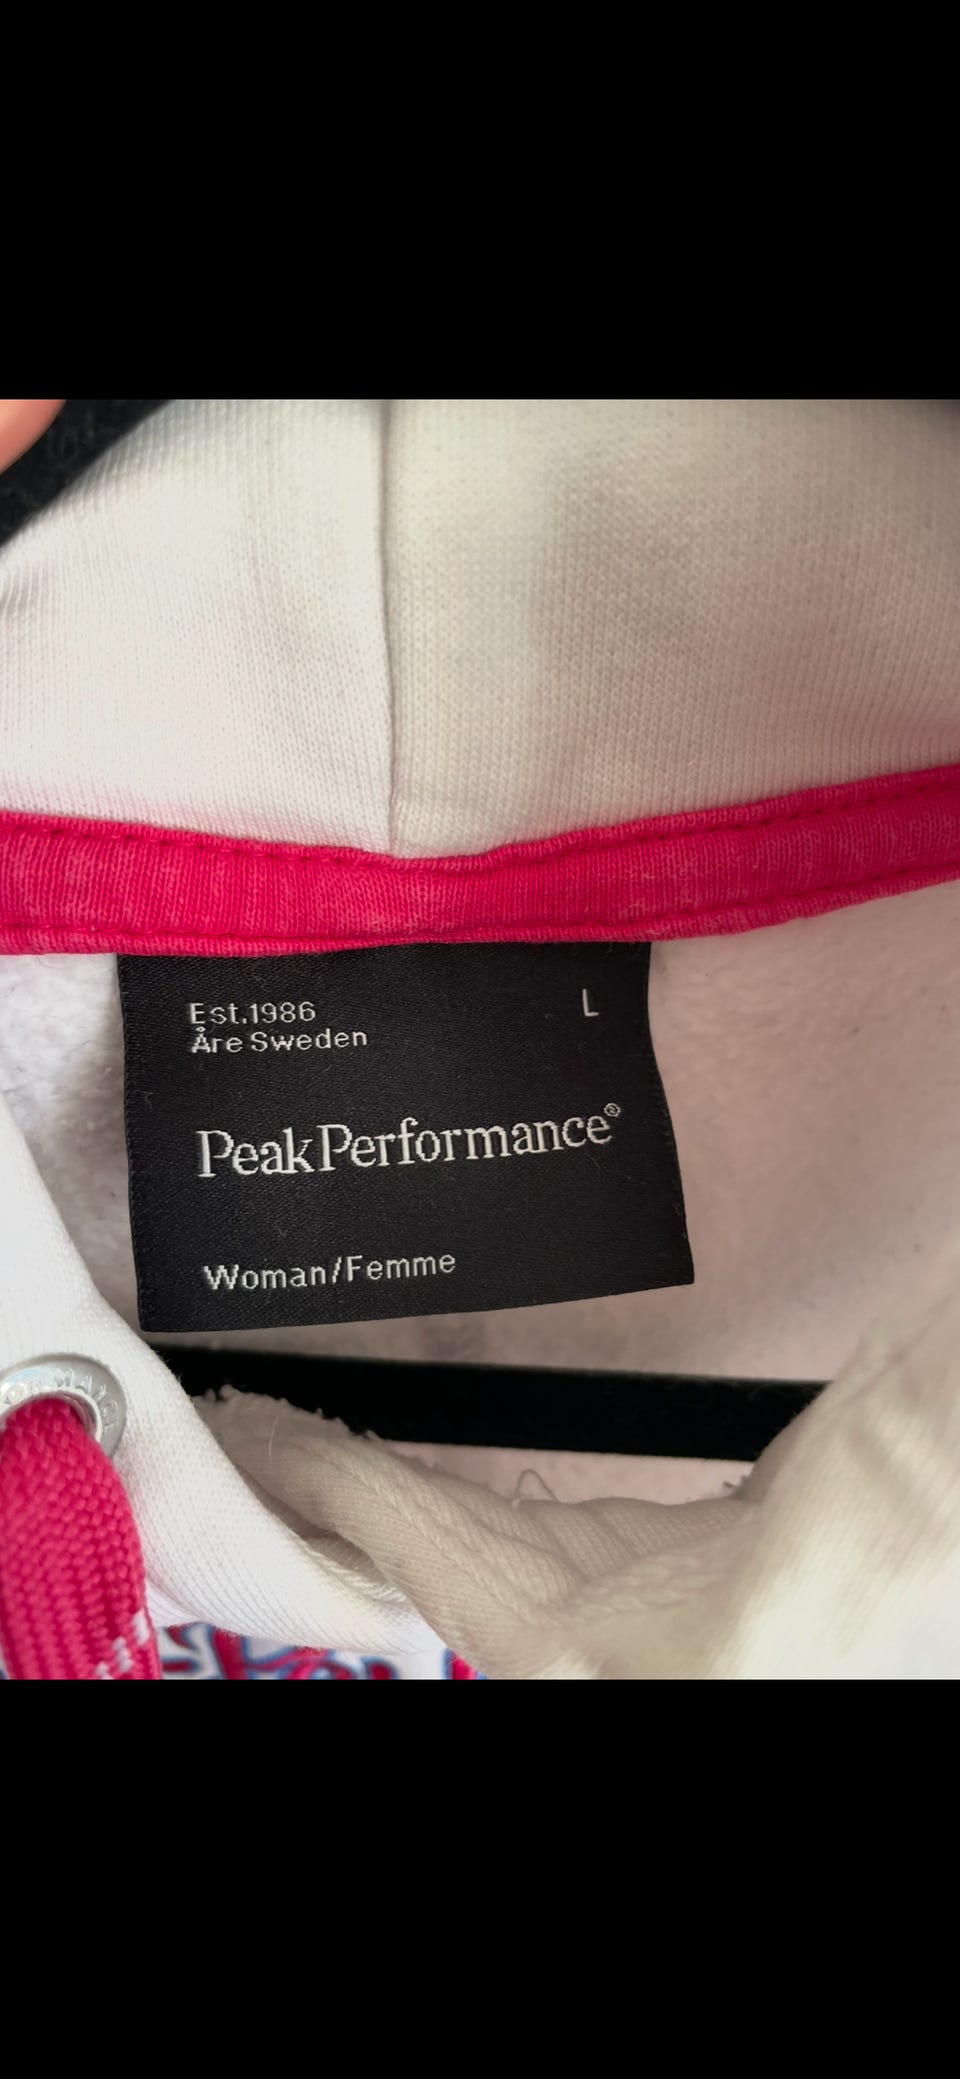 Est.1986
Åre Sweden
L
PeakPerformance®
Woman/Femme